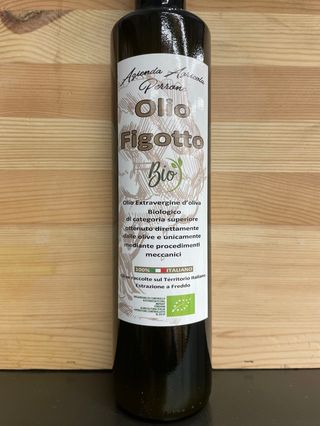 Azienda Agricola
Perrone
Olio
Figotto
Bio
Olio Extravergine d'oliva
Biologico
di categoria superiore
ottenuto direttamente
dalle olive e unicamente
mediante procedimenti
meccanici
100% ITALIANO
Olive raccolte sul Territorio Italiano
Estrazione a Freddo